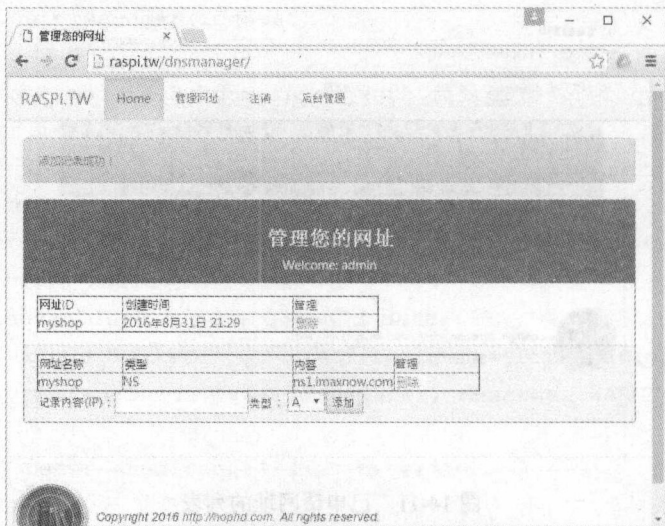 管理您的网址
raspi.tw/dnsmanager/
RASPI.TW Home 管理网址 注销 后台管理
添加记录成功！
管理您的网址
Welcome: admin
网址ID 创建时间 管理
myshop 2016年8月31日 21:29 删除
网址名称 类型 内容 管理
myshop NS ns1.imaxnow.com 删除
记录内容(IP)： 类型： A 添加
Copyright 2016 http://hophd.com. All rights reserved.